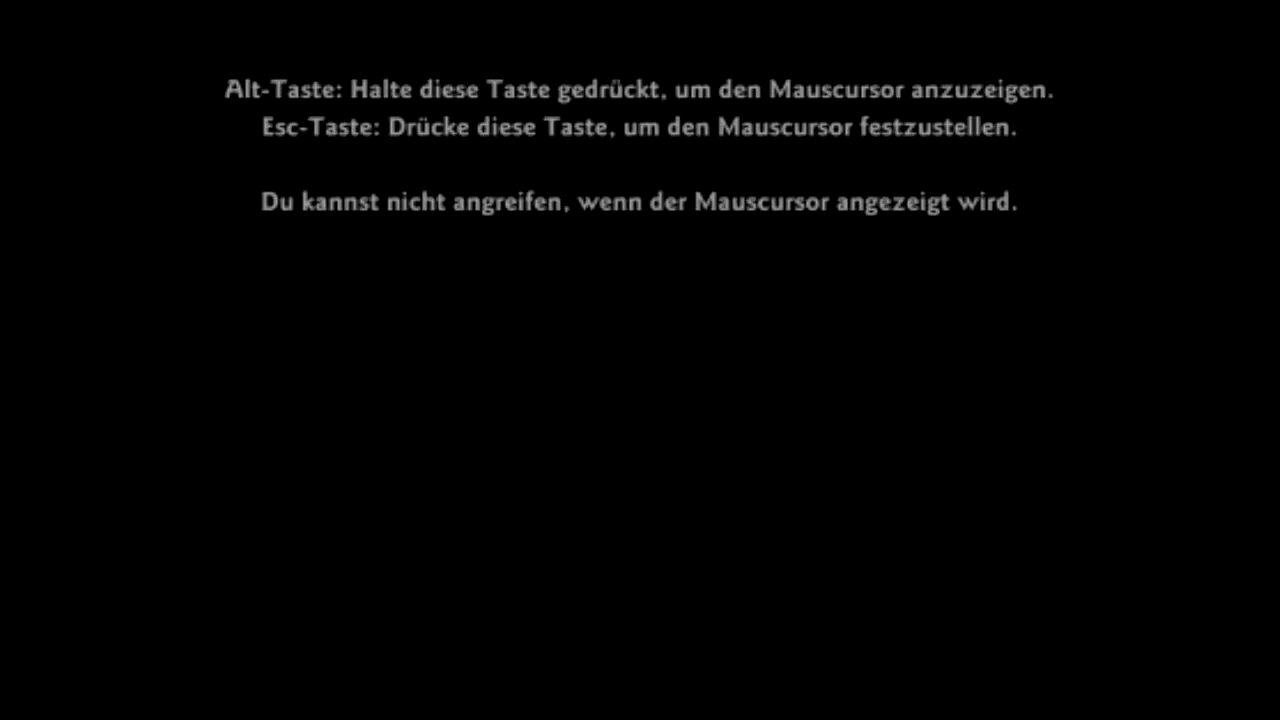 Alt-Taste: Halte diese Taste gedrückt, um den Mauscursor anzuzeigen.
Esc-Taste: Drücke diese Taste, um den Mauscursor festzustellen.
Du kannst nicht angreifen, wenn der Mauscursor angezeigt wird.